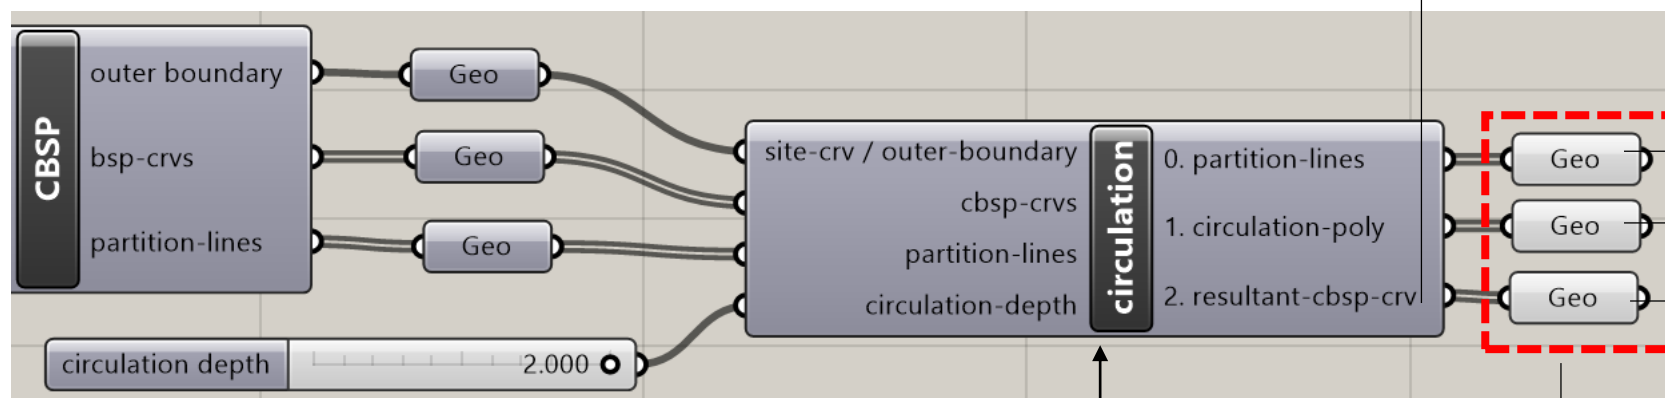 CBSP
outer boundary
bsp-crvs
partition-lines
Geo
Geo
Geo
circulation depth
2.000
site-crv / outer-boundary
cbsp-crvs
partition-lines
circulation-depth
circulation
0. partition-lines
1. circulation-poly
2. resultant-cbsp-crv
Geo
Geo
Geo